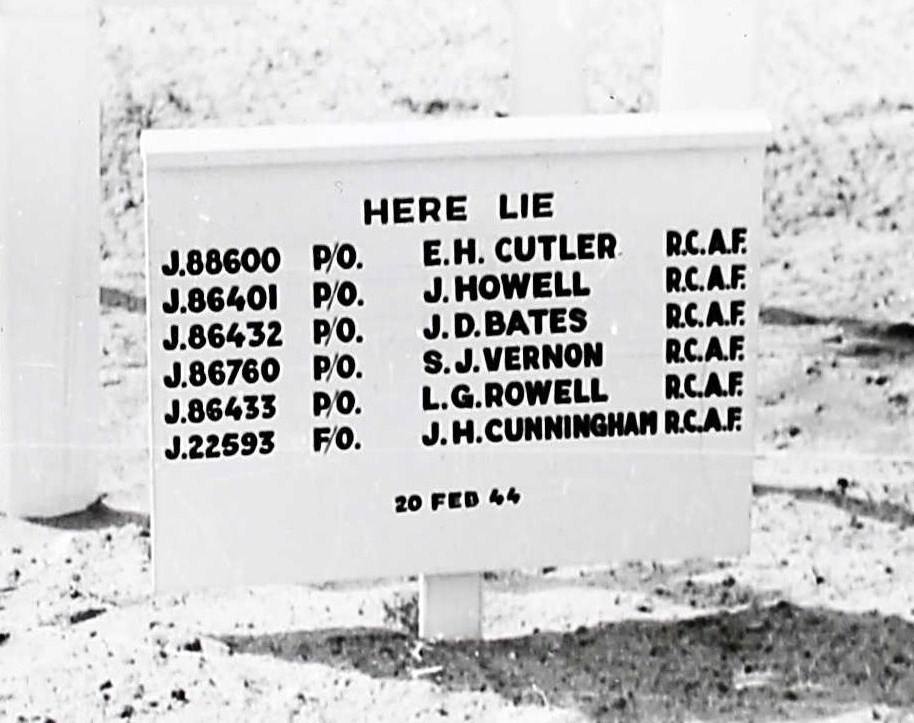 HERE LIE
J.88600 P/O. E.H. CUTLER R.C.A.F.
J.86401 P/O. J. HOWELL R.C.A.F.
J.86432 P/O. J.D. BATES R.C.A.F.
J.86760 P/O. S.J. VERNON R.C.A.F.
J.86433 P/O. L.G. ROWELL R.C.A.F.
J.22593 F/O. J.H. CUNNINGHAM R.C.A.F.
20 FEB 44